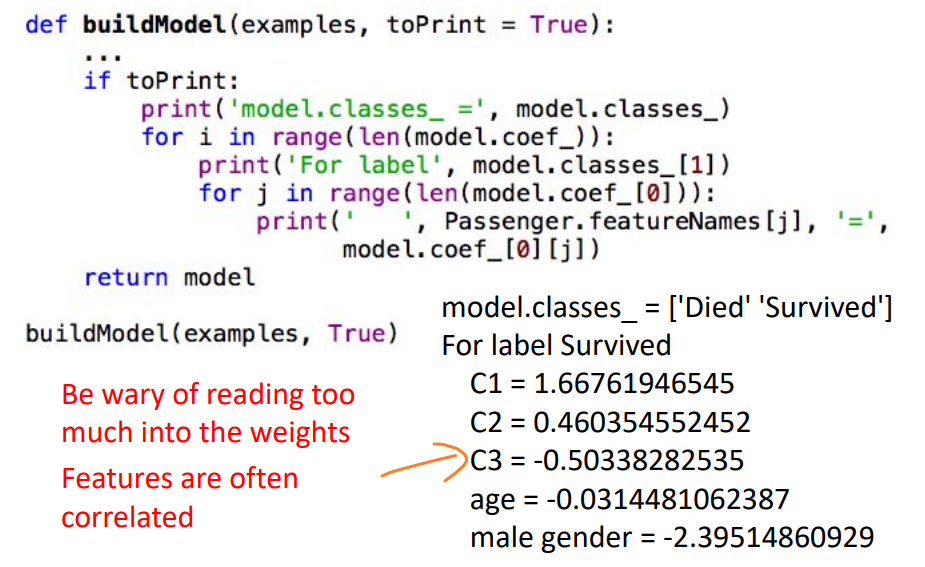 def buildModel(examples, toPrint = True):
    ...
    if toPrint:
        print('model.classes_ =', model.classes_)
        for i in range(len(model.coef_)):
            print('For label', model.classes_[1])
            for j in range(len(model.coef_[0])):
                print('   ', Passenger.featureNames[j], '=',
                      model.coef_[0][j])
    return model
buildModel(examples, True)
Be wary of reading too
much into the weights
Features are often
correlated
model.classes_ = ['Died' 'Survived']
For label Survived
C1 = 1.66761946545
C2 = 0.460354552452
C3 = -0.50338282535
age = -0.0314481062387
male gender = -2.39514860929